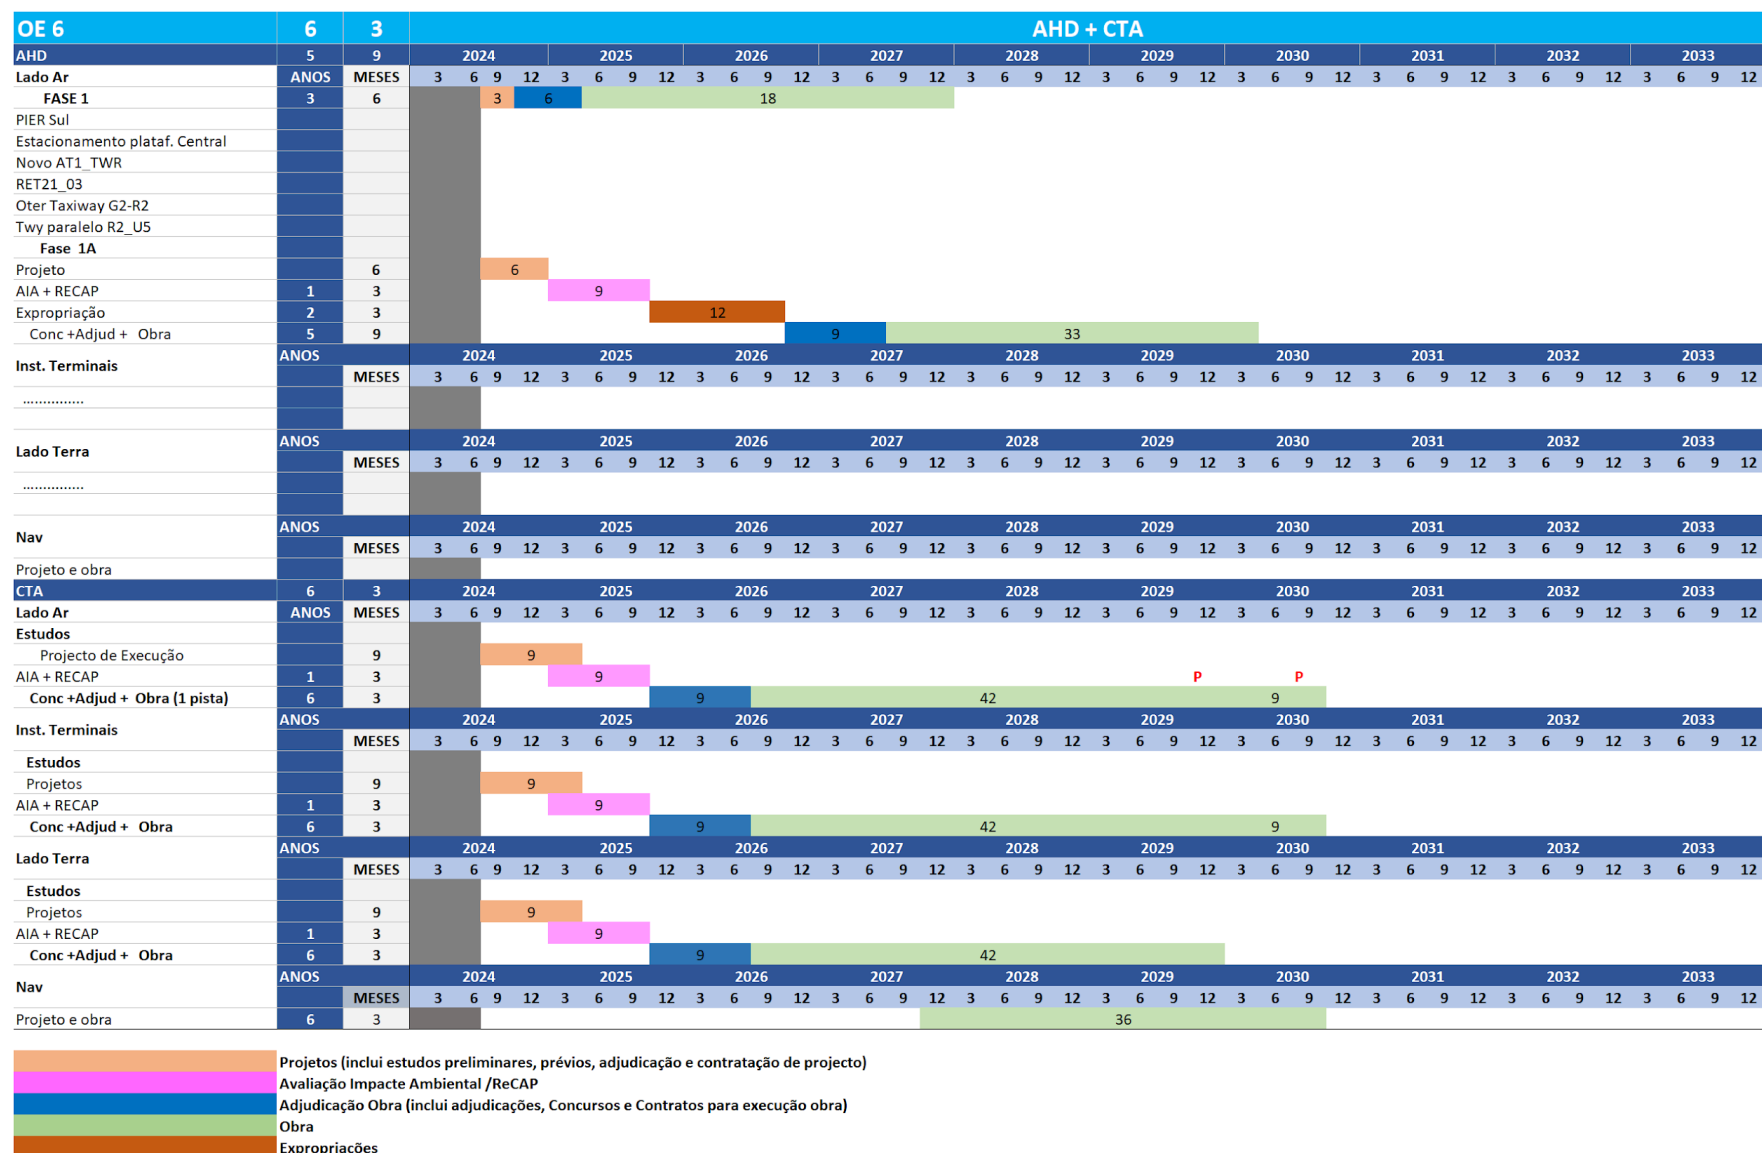 OE 6 6 3 AHD + CTA
AHD 5 9 2024 2025 2026 2027 2028 2029 2030 2031 2032 2033
Lado Ar ANOS MESES 3 6 9 12 3 6 9 12 3 6 9 12 3 6 9 12 3 6 9 12 3 6 9 12 3 6 9 12 3 6 9 12 3 6 9 12 3 6 9 12
FASE 1 3 6 3 6 18
PIER Sul
Estacionamento plataf. Central
Novo AT1_TWR
RET21_03
Oter Taxiway G2-R2
Twy paralelo R2_U5
Fase 1A
Projeto 6 6
AIA + RECAP 1 3 9
Expropriação 2 3 12
Conc +Adjud + Obra 5 9 9 33
Inst. Terminais ANOS 2024 2025 2026 2027 2028 2029 2030 2031 2032 2033
MESES 3 6 9 12 3 6 9 12 3 6 9 12 3 6 9 12 3 6 9 12 3 6 9 12 3 6 9 12 3 6 9 12 3 6 9 12 3 6 9 12
...............
Lado Terra ANOS 2024 2025 2026 2027 2028 2029 2030 2031 2032 2033
MESES 3 6 9 12 3 6 9 12 3 6 9 12 3 6 9 12 3 6 9 12 3 6 9 12 3 6 9 12 3 6 9 12 3 6 9 12 3 6 9 12
...............
Nav ANOS 2024 2025 2026 2027 2028 2029 2030 2031 2032 2033
MESES 3 6 9 12 3 6 9 12 3 6 9 12 3 6 9 12 3 6 9 12 3 6 9 12 3 6 9 12 3 6 9 12 3 6 9 12 3 6 9 12
Projeto e obra
CTA 6 3 2024 2025 2026 2027 2028 2029 2030 2031 2032 2033
Lado Ar ANOS MESES 3 6 9 12 3 6 9 12 3 6 9 12 3 6 9 12 3 6 9 12 3 6 9 12 3 6 9 12 3 6 9 12 3 6 9 12 3 6 9 12
Estudos
Projecto de Execução 9 9
AIA + RECAP 1 3 9 P P
Conc +Adjud + Obra (1 pista) 6 3 9 42 9
Inst. Terminais ANOS 2024 2025 2026 2027 2028 2029 2030 2031 2032 2033
MESES 3 6 9 12 3 6 9 12 3 6 9 12 3 6 9 12 3 6 9 12 3 6 9 12 3 6 9 12 3 6 9 12 3 6 9 12 3 6 9 12
Estudos
Projetos 9 9
AIA + RECAP 1 3 9
Conc +Adjud + Obra 6 3 9 42 9
Lado Terra ANOS 2024 2025 2026 2027 2028 2029 2030 2031 2032 2033
MESES 3 6 9 12 3 6 9 12 3 6 9 12 3 6 9 12 3 6 9 12 3 6 9 12 3 6 9 12 3 6 9 12 3 6 9 12 3 6 9 12
Estudos
Projetos 9 9
AIA + RECAP 1 3 9
Conc +Adjud + Obra 6 3 9 42
Nav ANOS 2024 2025 2026 2027 2028 2029 2030 2031 2032 2033
MESES 3 6 9 12 3 6 9 12 3 6 9 12 3 6 9 12 3 6 9 12 3 6 9 12 3 6 9 12 3 6 9 12 3 6 9 12 3 6 9 12
Projeto e obra 6 3 36
Projetos (inclui estudos preliminares, prévios, adjudicação e contratação de projecto)
Avaliação Impacte Ambiental /ReCAP
Adjudicação Obra (inclui adjudicações, Concursos e Contratos para execução obra)
Obra
Expropriações